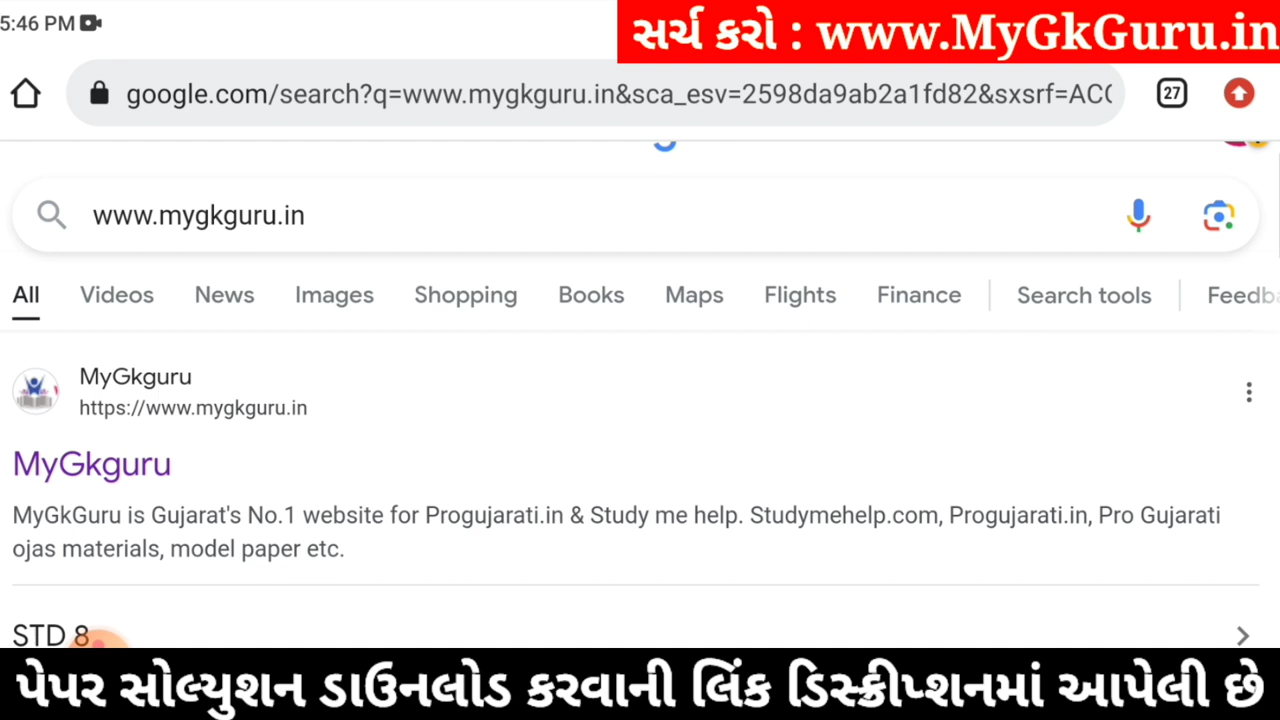 5:46 PM
સર્ચ કરો : www.MyGkGuru.in
google.com/search?q=www.mygkguru.in&sca_esv=2598da9ab2a1fd82&sxsrf=AC
27
www.mygkguru.in
All Videos News Images Shopping Books Maps Flights Finance Search tools Feedba
MyGkguru
https://www.mygkguru.in
MyGkguru
MyGkGuru is Gujarat's No.1 website for Progujarati.in & Study me help. Studymehelp.com, Progujarati.in, Pro Gujarati
ojas materials, model paper etc.
STD 8
પેપર સોલ્યુશન ડાઉનલોડ કરવાની લિંક ડિસ્ક્રીપ્શનમાં આપેલી છે